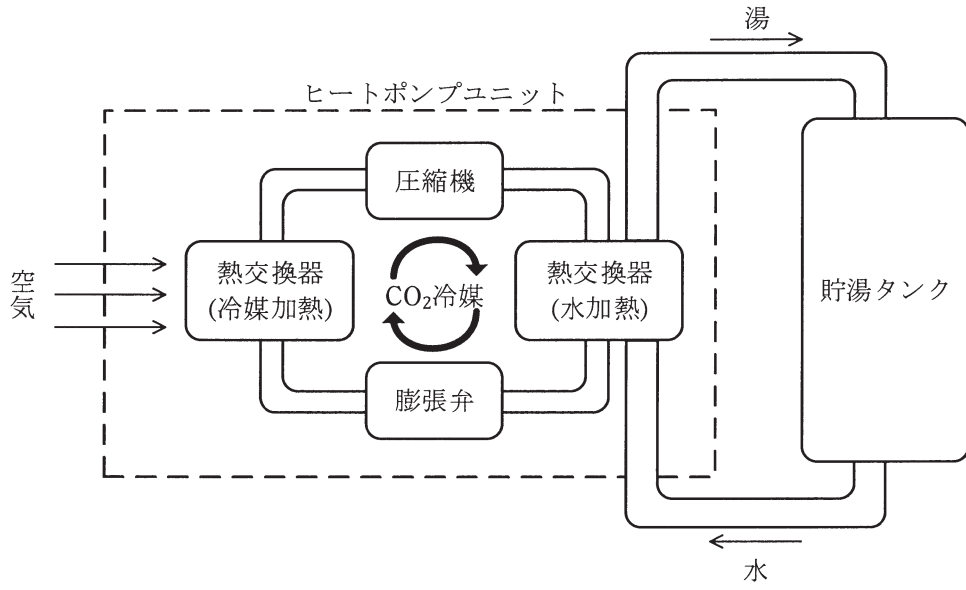 湯
ヒートポンプユニット
圧縮機
空気
熱交換器
(冷媒加熱)
CO₂冷媒
熱交換器
(水加熱)
貯湯タンク
膨張弁
水